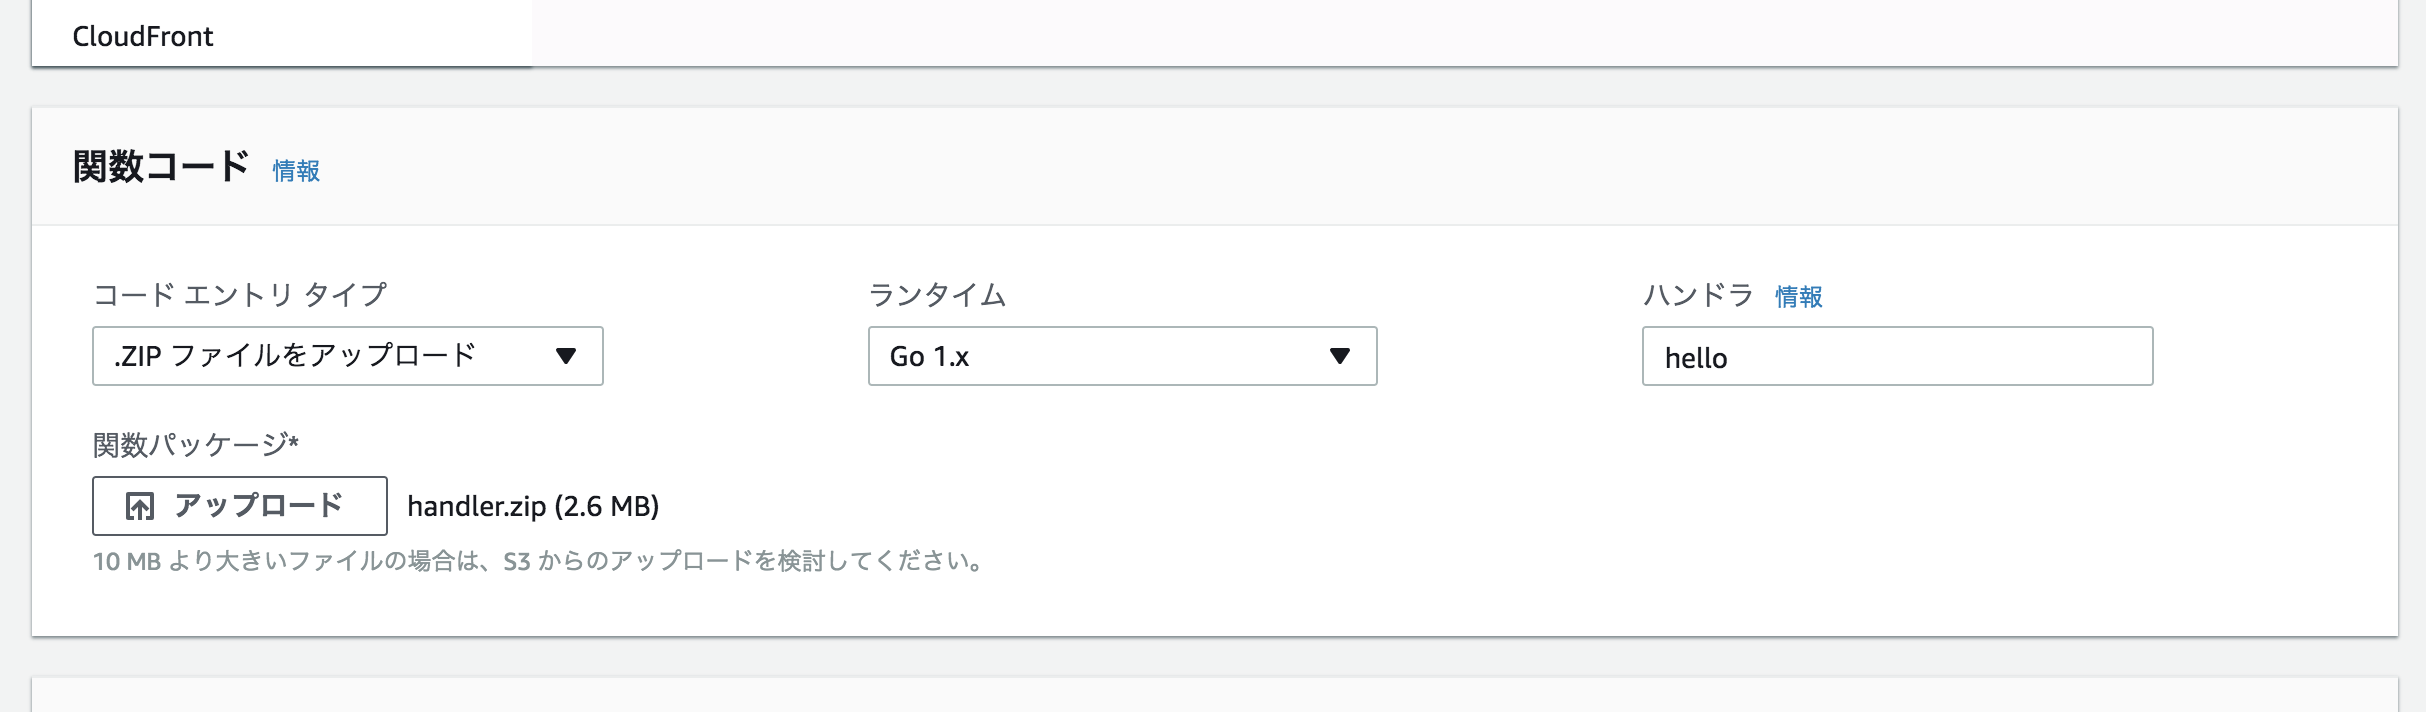 CloudFront
関数コード 情報
コード エントリ タイプ
.ZIP ファイルをアップロード
ランタイム
Go 1.x
ハンドラ 情報
hello
関数パッケージ*
アップロード handler.zip (2.6 MB)
10 MB より大きいファイルの場合は、S3 からのアップロードを検討してください。